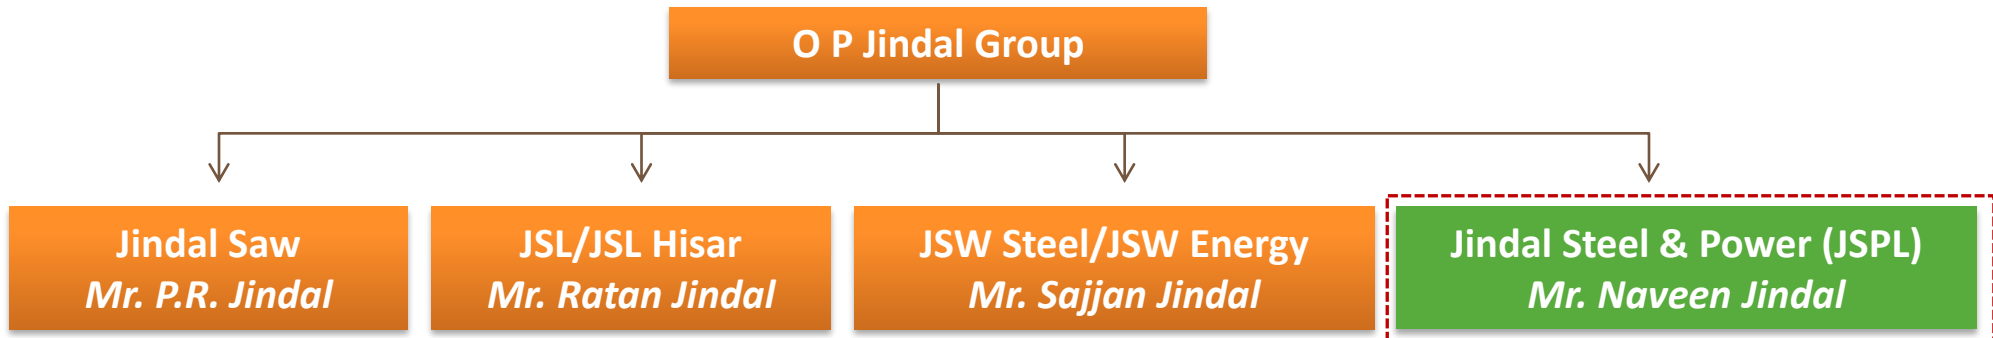 O P Jindal Group
Jindal Saw
Mr. P.R. Jindal
JSL/JSL Hisar
Mr. Ratan Jindal
JSW Steel/JSW Energy
Mr. Sajjan Jindal
Jindal Steel & Power (JSPL)
Mr. Naveen Jindal